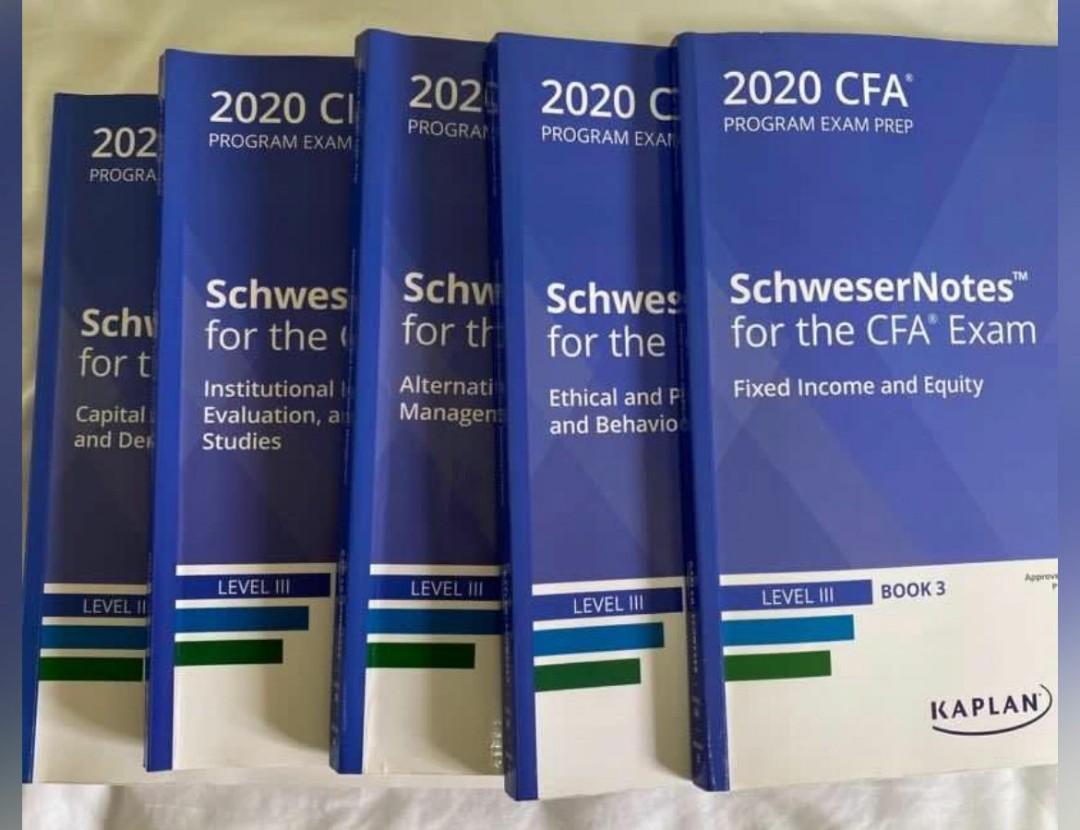 202
PROGRA
Schw
for t
Capital
and Der
LEVEL II
2020 C
PROGRAM EXAM
Schwes
for the
Institutional
Evaluation, a
Studies
LEVEL III
202
PROGRA
Schw
for th
Alternati
Managem
LEVEL III
2020 C
PROGRAM EXA
Schwes
for the
Ethical and P
and Behavio
LEVEL III
2020 CFA®
PROGRAM EXAM PREP
SchweserNotes™
for the CFA® Exam
Fixed Income and Equity
LEVEL III
BOOK 3
Approve
P
KAPLAN